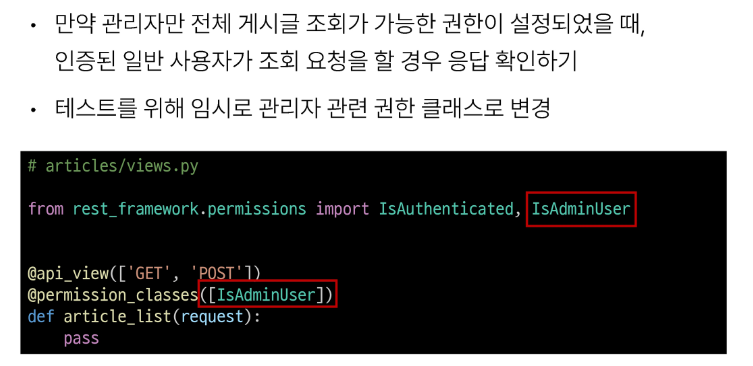 • 만약 관리자만 전체 게시글 조회가 가능한 권한이 설정되었을 때,
인증된 일반 사용자가 조회 요청을 할 경우 응답 확인하기
• 테스트를 위해 임시로 관리자 관련 권한 클래스로 변경
# articles/views.py
from rest_framework.permissions import IsAuthenticated, IsAdminUser
@api_view(['GET', 'POST'])
@permission_classes([IsAdminUser])
def article_list(request):
    pass